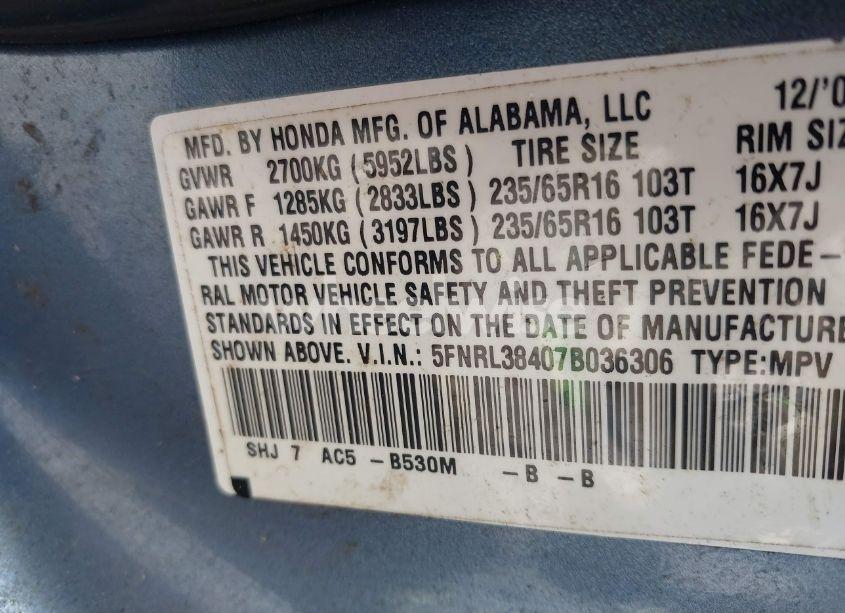 12/'0
MFD. BY HONDA MFG. OF ALABAMA, LLC
GVWR 2700KG (5952LBS) TIRE SIZE RIM SIZ
GAWR F 1285KG (2833LBS) 235/65R16 103T 16X7J
GAWR R 1450KG (3197LBS) 235/65R16 103T 16X7J
THIS VEHICLE CONFORMS TO ALL APPLICABLE FEDE-
RAL MOTOR VEHICLE SAFETY AND THEFT PREVENTION
STANDARDS IN EFFECT ON THE DATE OF MANUFACTURE
SHOWN ABOVE. V.I.N.: 5FNRL38407B036306 TYPE:MPV
SHJ 7 AC5 -B530M -B -B